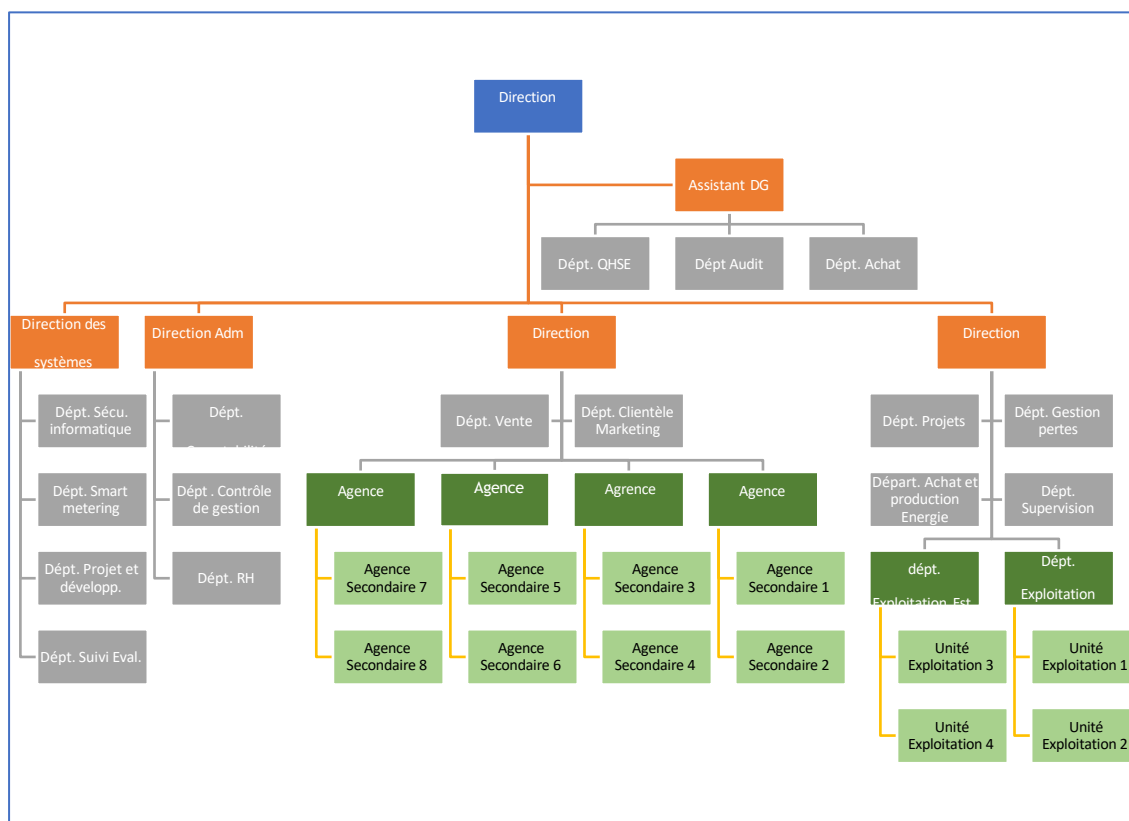 Direction
Assistant DG
Dépt. QHSE
Dépt Audit
Dépt. Achat
Direction des
systèmes
Direction Adm
Direction
Direction
Dépt. Sécu.
informatique
Dépt.
Dépt. Vente
Dépt. Clientèle
Marketing
Dépt. Projets
Dépt. Gestion
pertes
Dépt. Smart
metering
Dépt . Contrôle
de gestion
Agence
Agence
Agrence
Agence
Départ. Achat et
production
Energie
Dépt.
Supervision
Dépt. Projet et
développ.
Dépt. RH
Agence
Secondaire 7
Agence
Secondaire 5
Agence
Secondaire 3
Agence
Secondaire 1
dépt.
Exploitation Est
Dépt.
Exploitation
Dépt. Suivi Eval.
Agence
Secondaire 8
Agence
Secondaire 6
Agence
Secondaire 4
Agence
Secondaire 2
Unité
Exploitation 3
Unité
Exploitation 1
Unité
Exploitation 4
Unité
Exploitation 2